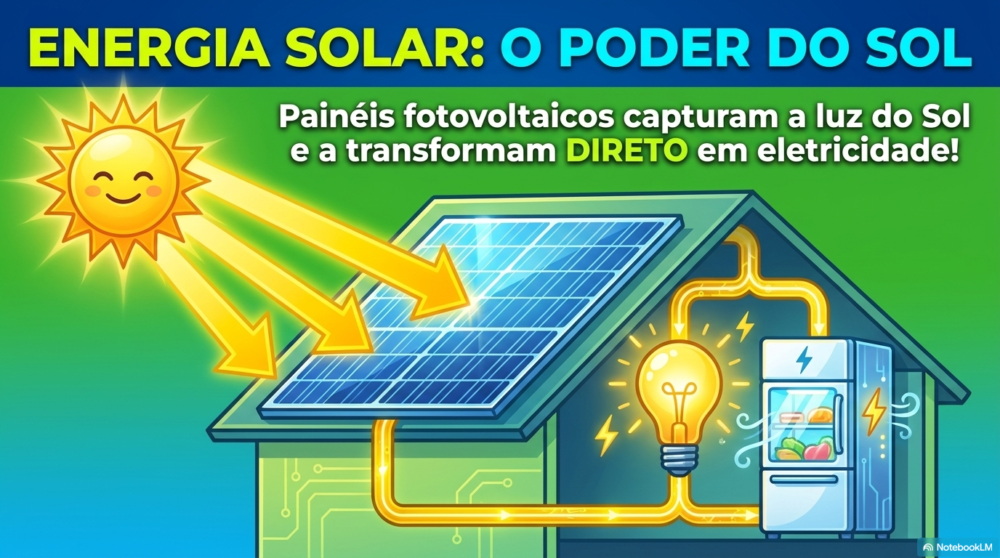 ENERGIA SOLAR: O PODER DO SOL
Painéis fotovoltaicos capturam a luz do Sol
e a transformam DIRETO em eletricidade!
NotebookLM